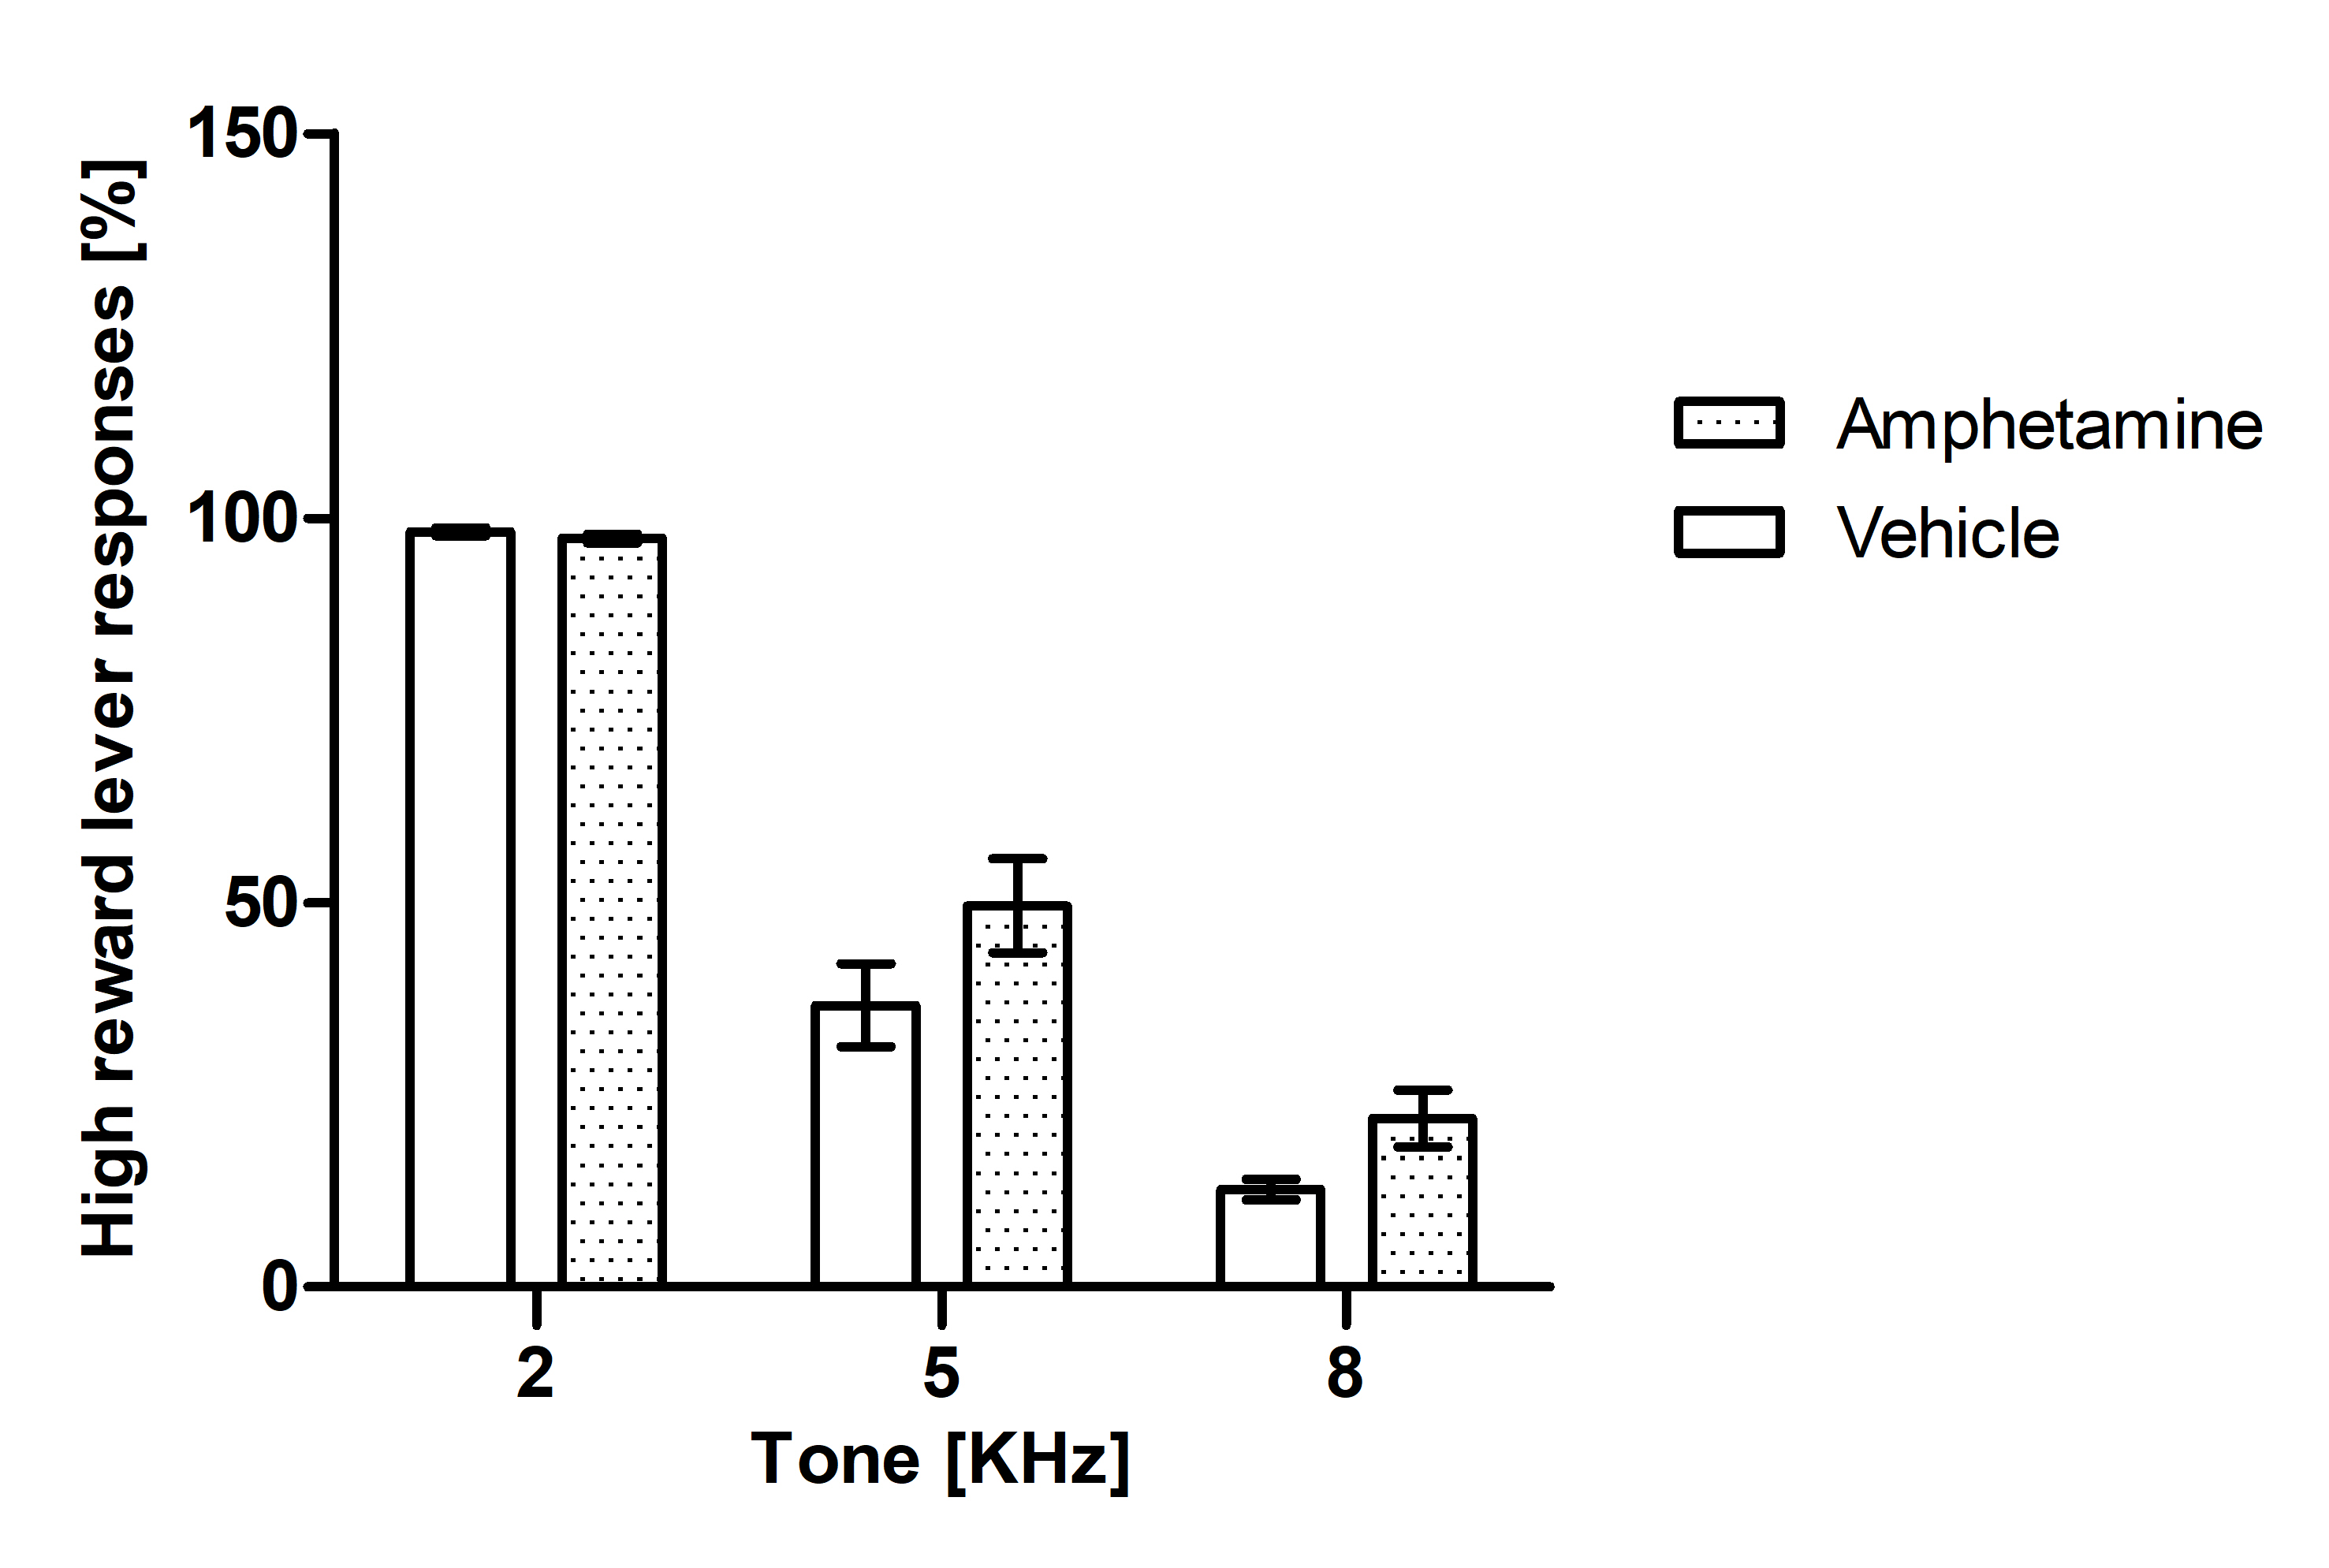 High reward lever responses [%]
150
100
50
0
2
5
8
Tone [KHz]
Amphetamine
Vehicle